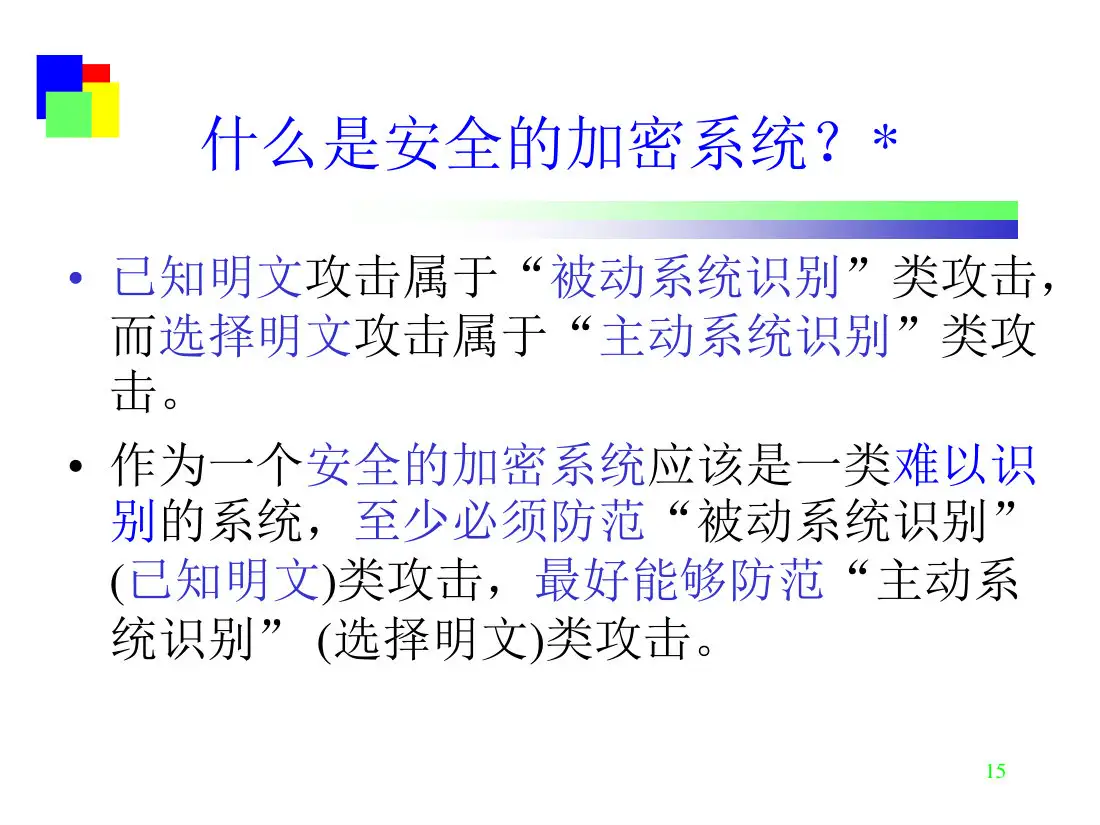 什么是安全的加密系统？*
• 已知明文攻击属于“被动系统识别”类攻击，
而选择明文攻击属于“主动系统识别”类攻
击。
• 作为一个安全的加密系统应该是一类难以识
别的系统，至少必须防范“被动系统识别”
(已知明文)类攻击，最好能够防范“主动系
统识别” (选择明文)类攻击。
15